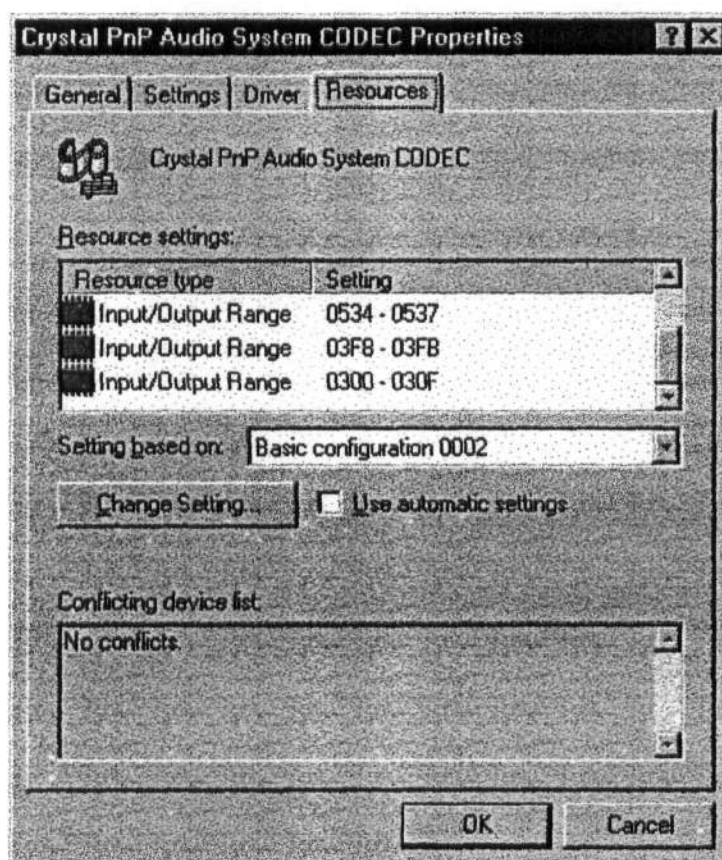 Crystal PnP Audio System CODEC Properties ? X
General Settings Driver Resources
Crystal PnP Audio System CODEC
Resource settings:
Resource type Setting
Input/Output Range 0534 - 0537
Input/Output Range 03F8 - 03FB
Input/Output Range 0300 - 030F
Setting based on: Basic configuration 0002
Change Setting... Use automatic settings
Conflicting device list:
No conflicts.
OK Cancel